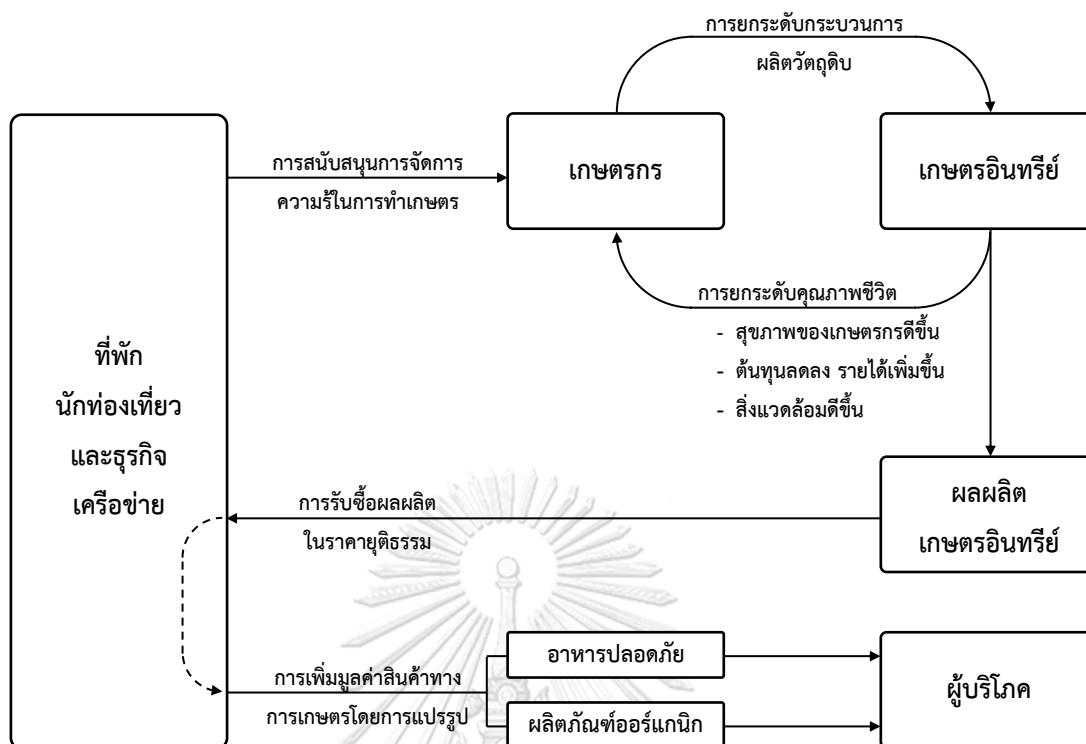 การยกระดับกระบวนการ
ผลิตวัตถุดิบ
การสนับสนุนการจัดการ
ความรู้ในการทำเกษตร
เกษตรกร
เกษตรอินทรีย์
การยกระดับคุณภาพชีวิต
- สุขภาพของเกษตรกรดีขึ้น
- ต้นทุนลดลง รายได้เพิ่มขึ้น
- สิ่งแวดล้อมดีขึ้น
ที่พัก
นักท่องเที่ยว
และธุรกิจ
เครือข่าย
การรับซื้อผลผลิต
ในราคายุติธรรม
ผลผลิต
เกษตรอินทรีย์
การเพิ่มมูลค่าสินค้าทาง
การเกษตรโดยการแปรรูป
อาหารปลอดภัย
ผลิตภัณฑ์ออร์แกนิก
ผู้บริโภค